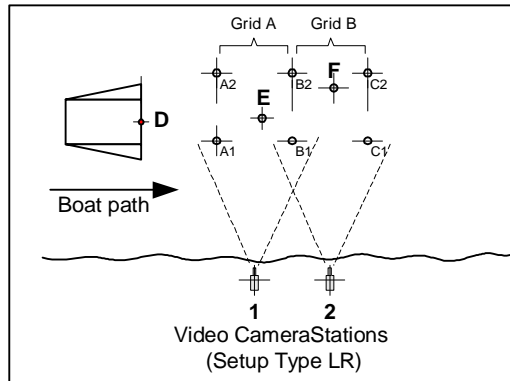 Grid A Grid B
A2 B2 F C2
E
D
A1 B1 C1
Boat path
1 2
Video CameraStations
(Setup Type LR)